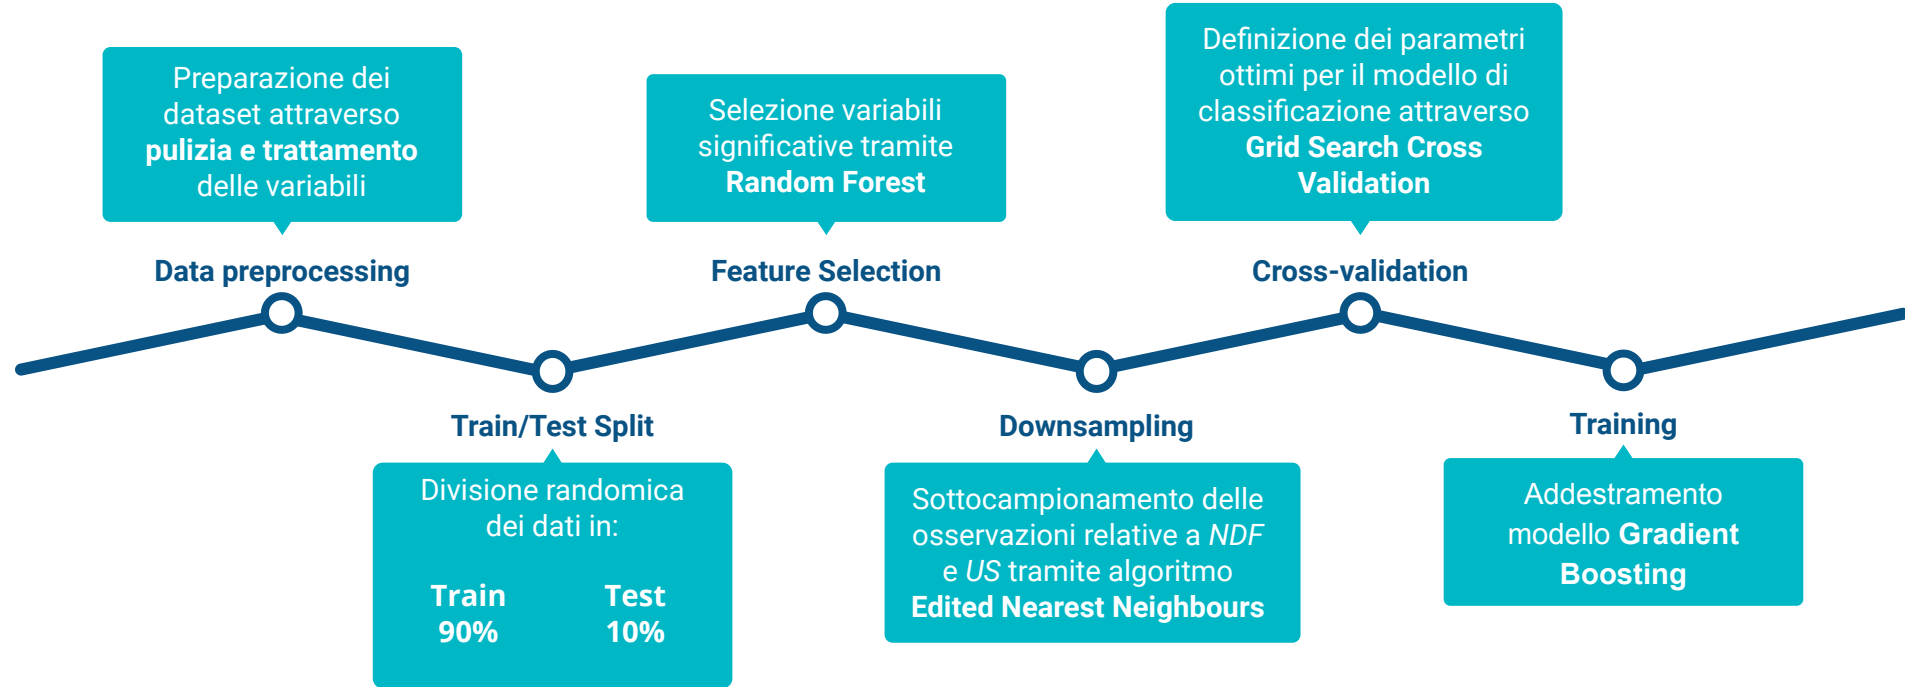 Preparazione dei
dataset attraverso
pulizia e trattamento
delle variabili
Data preprocessing
Train/Test Split
Divisione randomica
dei dati in:
Train Test
90% 10%
Selezione variabili
significative tramite
Random Forest
Feature Selection
Downsampling
Sottocampionamento delle
osservazioni relative a NDF
e US tramite algoritmo
Edited Nearest Neighbours
Definizione dei parametri
ottimi per il modello di
classificazione attraverso
Grid Search Cross
Validation
Cross-validation
Training
Addestramento
modello Gradient
Boosting